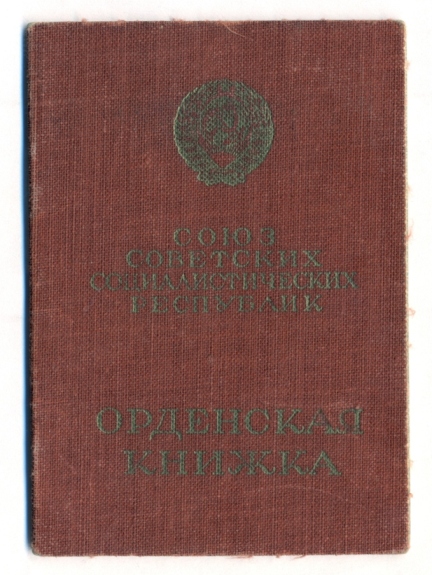 СОЮЗ
СОВЕТСКИХ
СОЦИАЛИСТИЧЕСКИХ
РЕСПУБЛИК
ОРДЕНСКАЯ
КНИЖКА